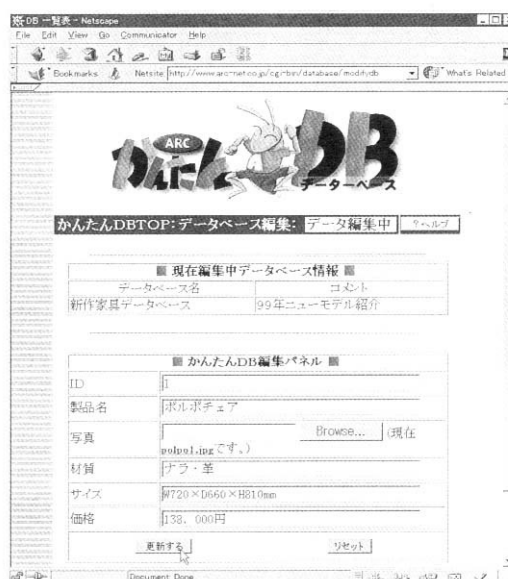 DB 一覧表 - Netscape
File Edit View Go Communicator Help
Bookmarks Netsite: http://www.arc-net.co.jp/cgi-bin/database/modifydb What's Related
ARC
かんたんDB
データーベース
かんたんDBTOP:データベース編集: データ編集中 ?ヘルプ
■ 現在編集中データベース情報 ■
データベース名 コメント
新作家具データベース 99年ニューモデル紹介
■ かんたんDB編集パネル ■
ID 1
製品名 ポルポチェア
写真 Browse... (現在
polpo1.jpgです。)
材質 ナラ・革
サイズ W720×D660×H810mm
価格 138. 000円
更新する リセット
Document: Done